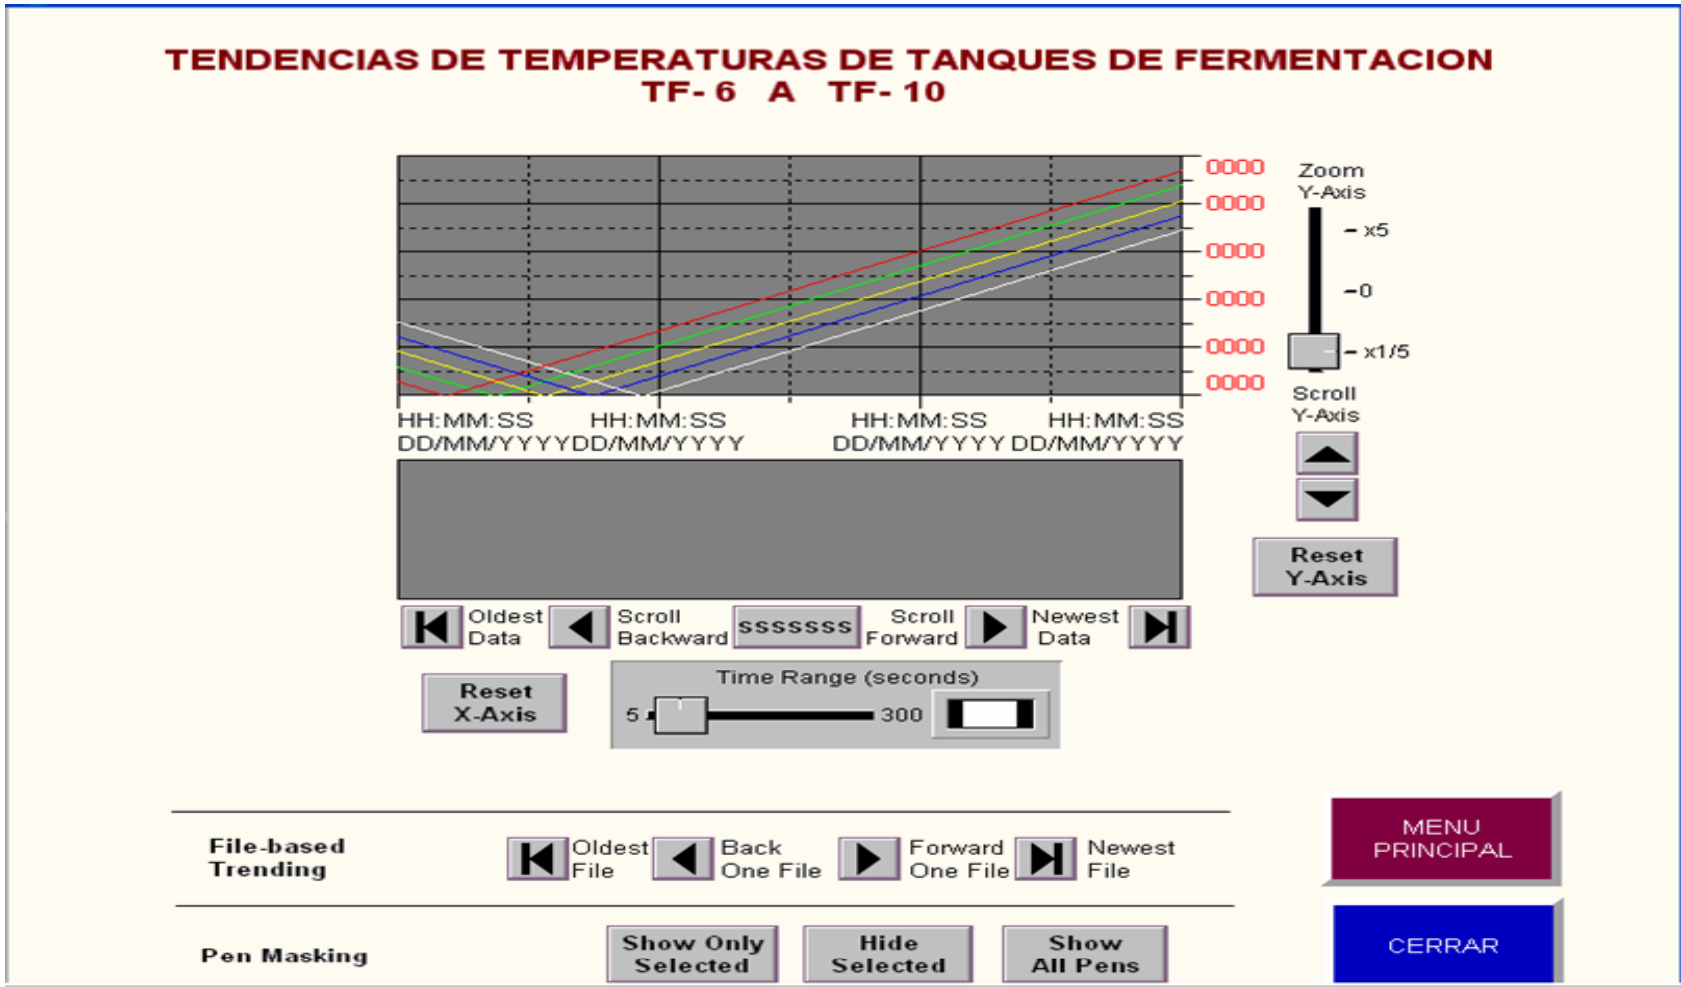 TENDENCIAS DE TEMPERATURAS DE TANQUES DE FERMENTACION
TF- 6 A TF- 10
0000
0000
0000
0000
0000
0000
Zoom
Y-Axis
x5
0
x1/5
Scroll
Y-Axis
HH:MM:SS HH:MM:SS HH:MM:SS HH:MM:SS
DD/MM/YYYY DD/MM/YYYY DD/MM/YYYY DD/MM/YYYY
Reset
Y-Axis
Oldest
Data
Scroll
Backward
sssssss
Scroll
Forward
Newest
Data
Reset
X-Axis
Time Range (seconds)
5 300
File-based
Trending
Oldest
File
Back
One File
Forward
One File
Newest
File
MENU
PRINCIPAL
Pen Masking
Show Only
Selected
Hide
Selected
Show
All Pens
CERRAR